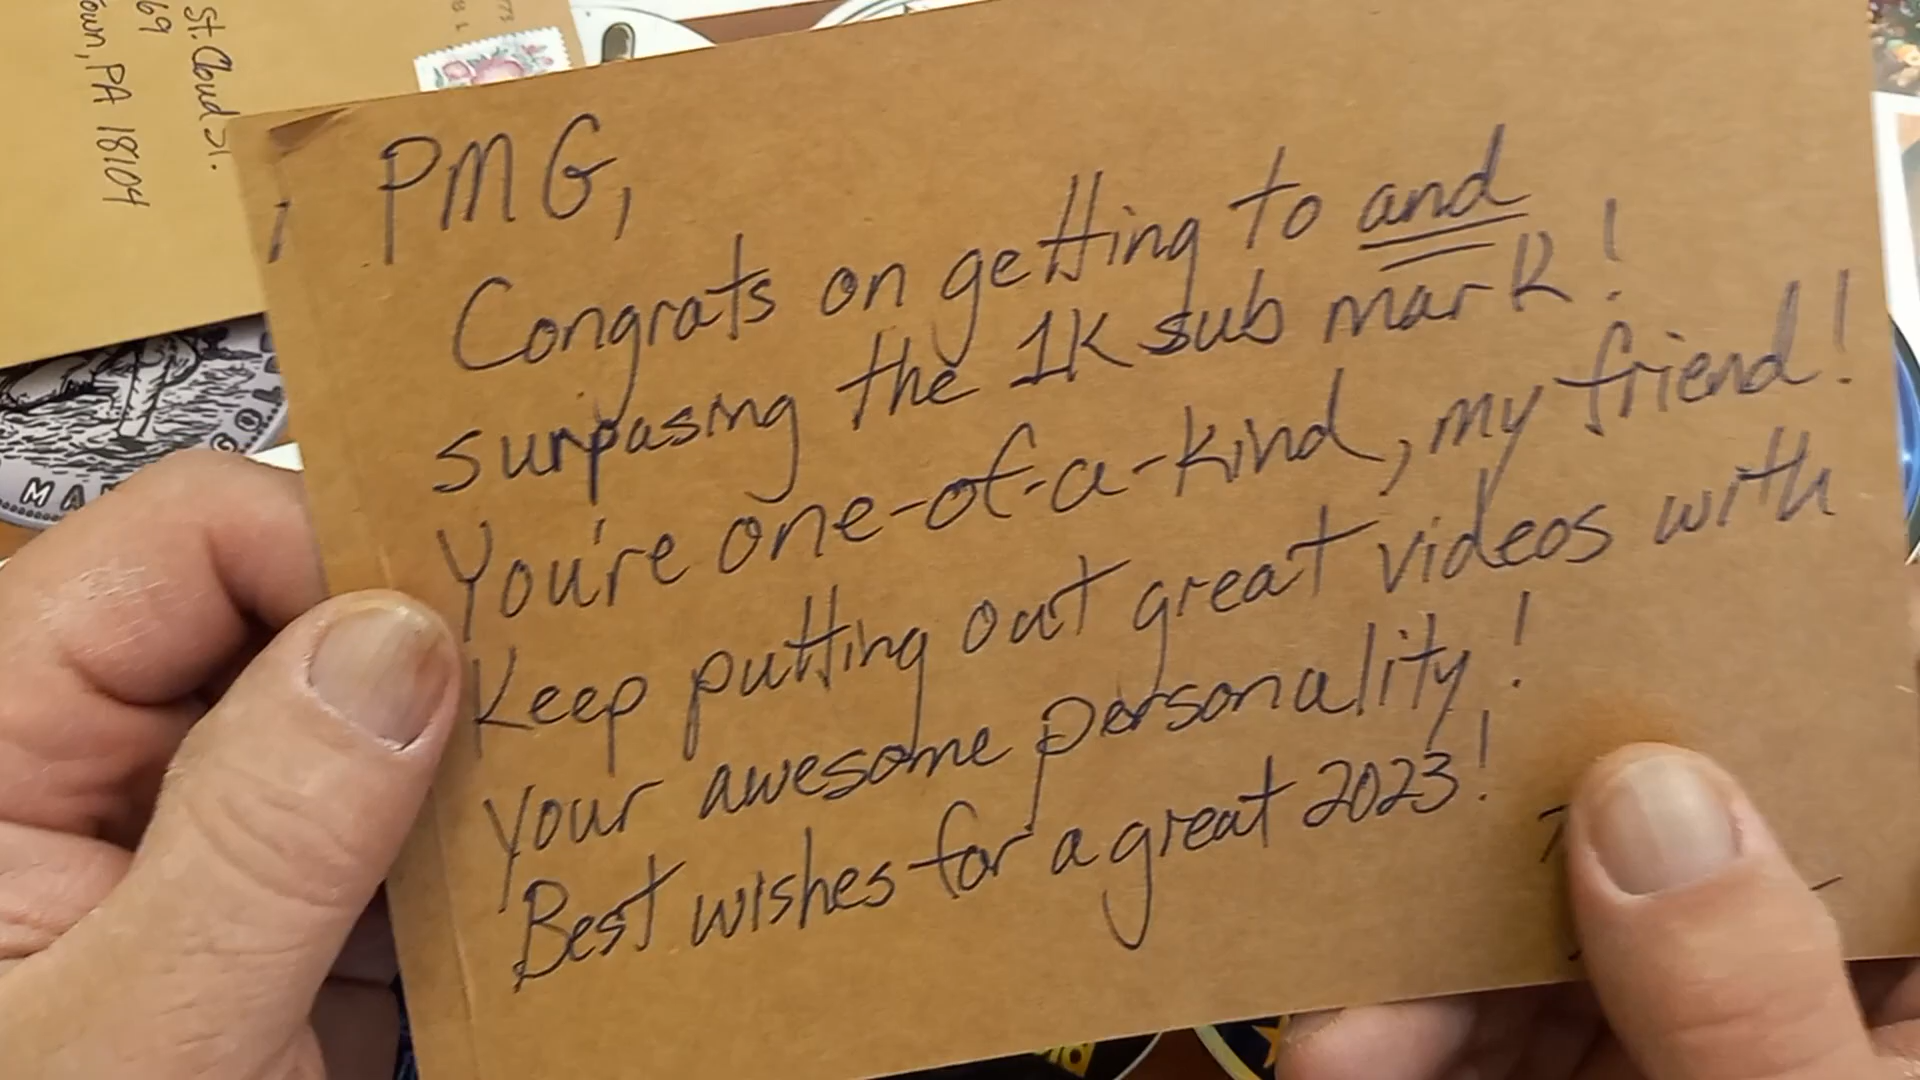 St. Cloud St.
69
own, PA 18104
PMG,
Congrats on getting to and
surpasing the 1K sub mark!
You're one-of-a-kind, my friend!
Keep putting out great videos with
your awesome personality!
Best wishes for a great 2023!